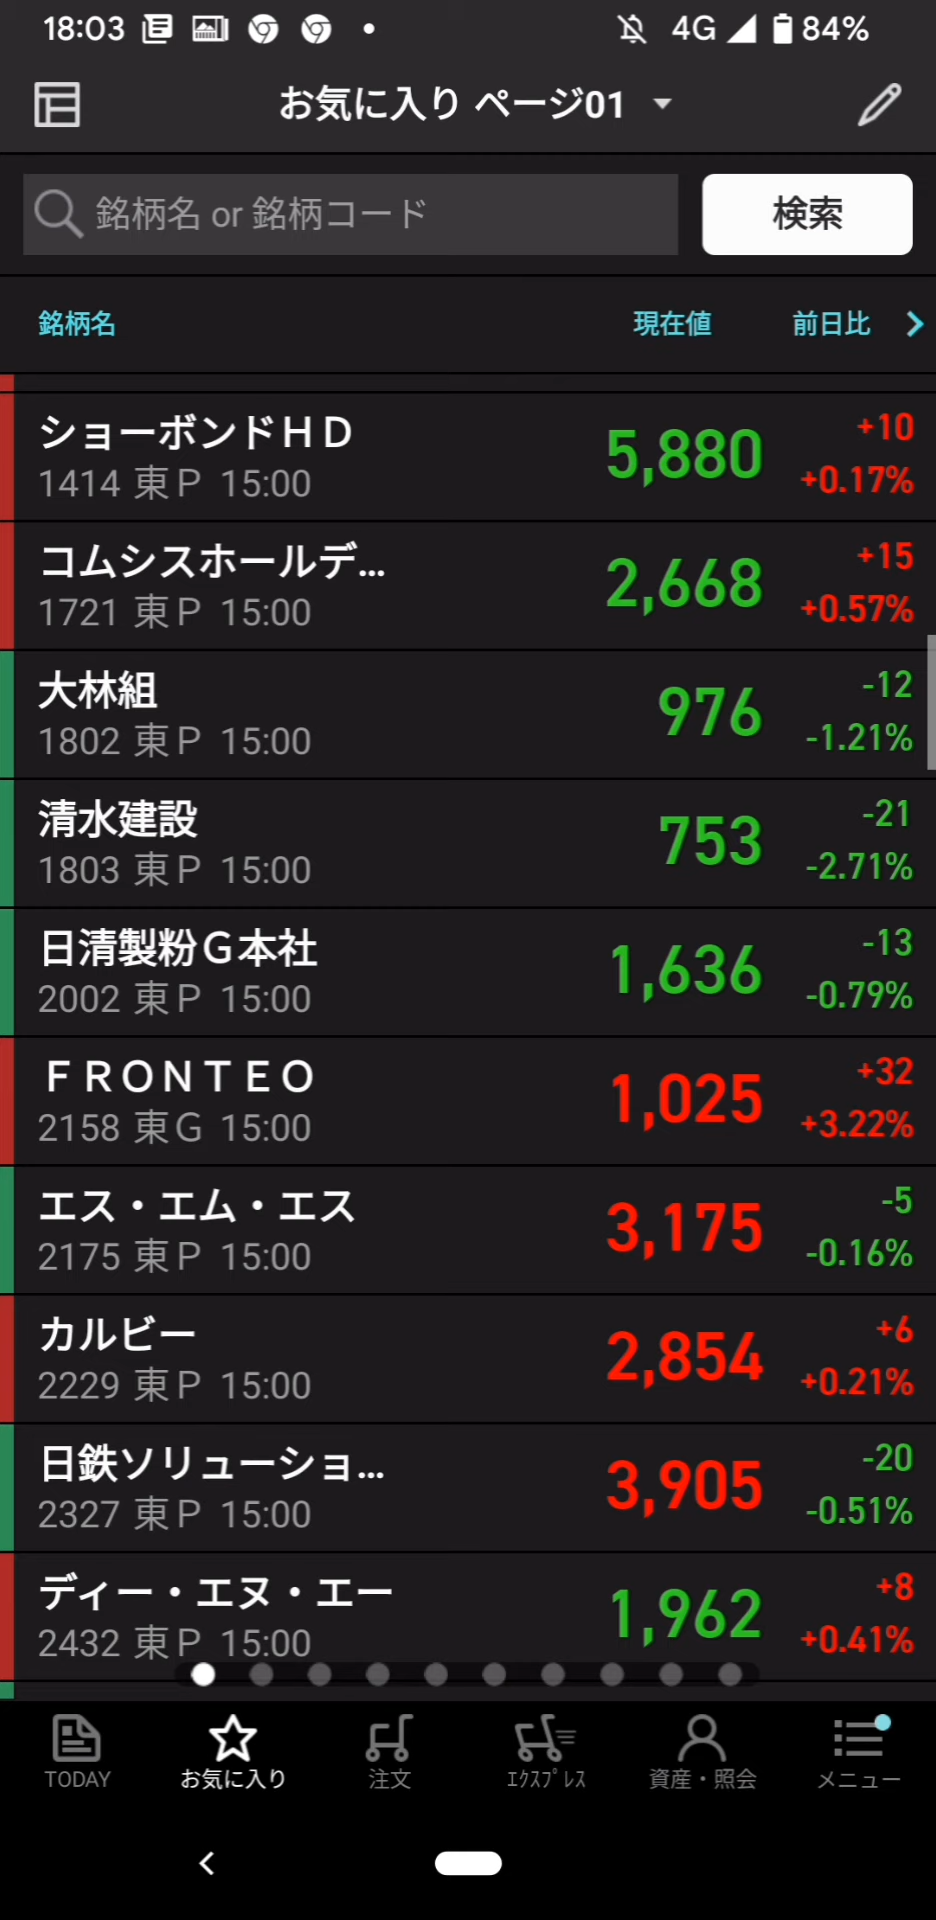 18:03 4G 84%
お気に入り ページ01
銘柄名 or 銘柄コード 検索
銘柄名 現在値 前日比
ショーボンドＨＤ 5,880 +10
1414 東Ｐ 15:00 +0.17%
コムシスホールデ... 2,668 +15
1721 東Ｐ 15:00 +0.57%
大林組 976 -12
1802 東Ｐ 15:00 -1.21%
清水建設 753 -21
1803 東Ｐ 15:00 -2.71%
日清製粉Ｇ本社 1,636 -13
2002 東Ｐ 15:00 -0.79%
ＦＲＯＮＴＥＯ 1,025 +32
2158 東Ｇ 15:00 +3.22%
エス・エム・エス 3,175 -5
2175 東Ｐ 15:00 -0.16%
カルビー 2,854 +6
2229 東Ｐ 15:00 +0.21%
日鉄ソリューショ... 3,905 -20
2327 東Ｐ 15:00 -0.51%
ディー・エヌ・エー 1,962 +8
2432 東Ｐ 15:00 +0.41%
TODAY お気に入り 注文 ｴｸｽﾌﾟﾚｽ 資産・照会 メニュー